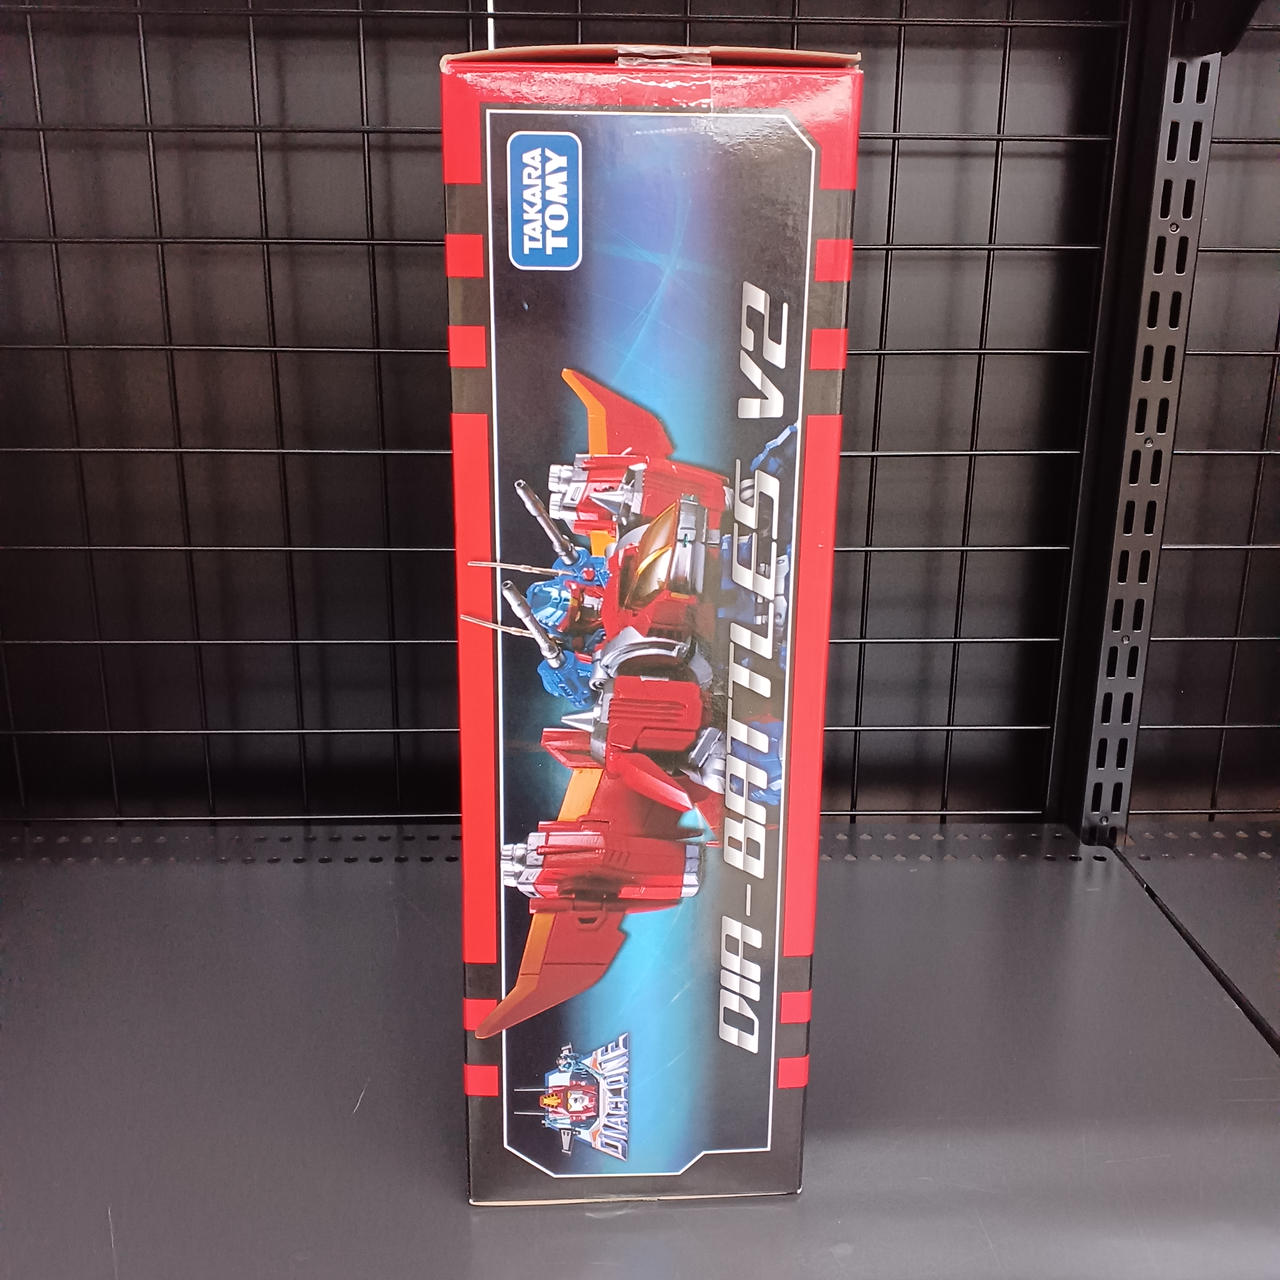 TAKARA
TOMY
DIA-BATTLES V2
DIACLONE